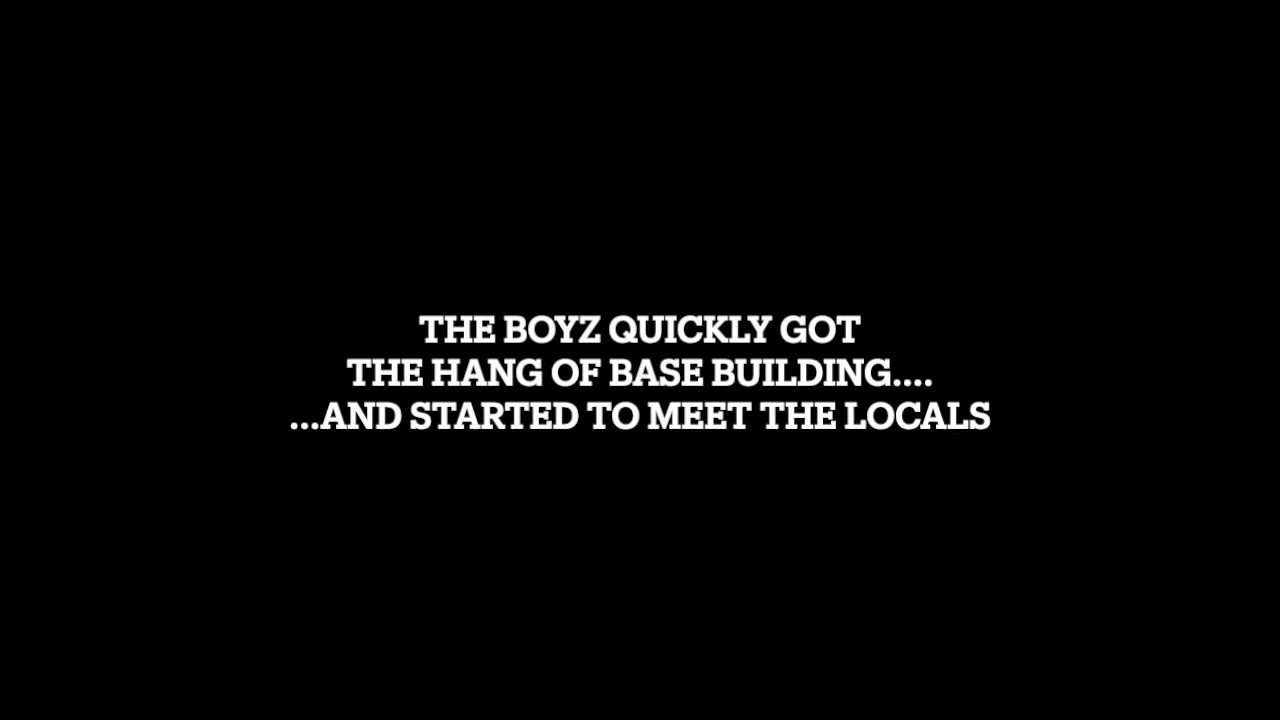 THE BOYZ QUICKLY GOT
THE HANG OF BASE BUILDING....
...AND STARTED TO MEET THE LOCALS